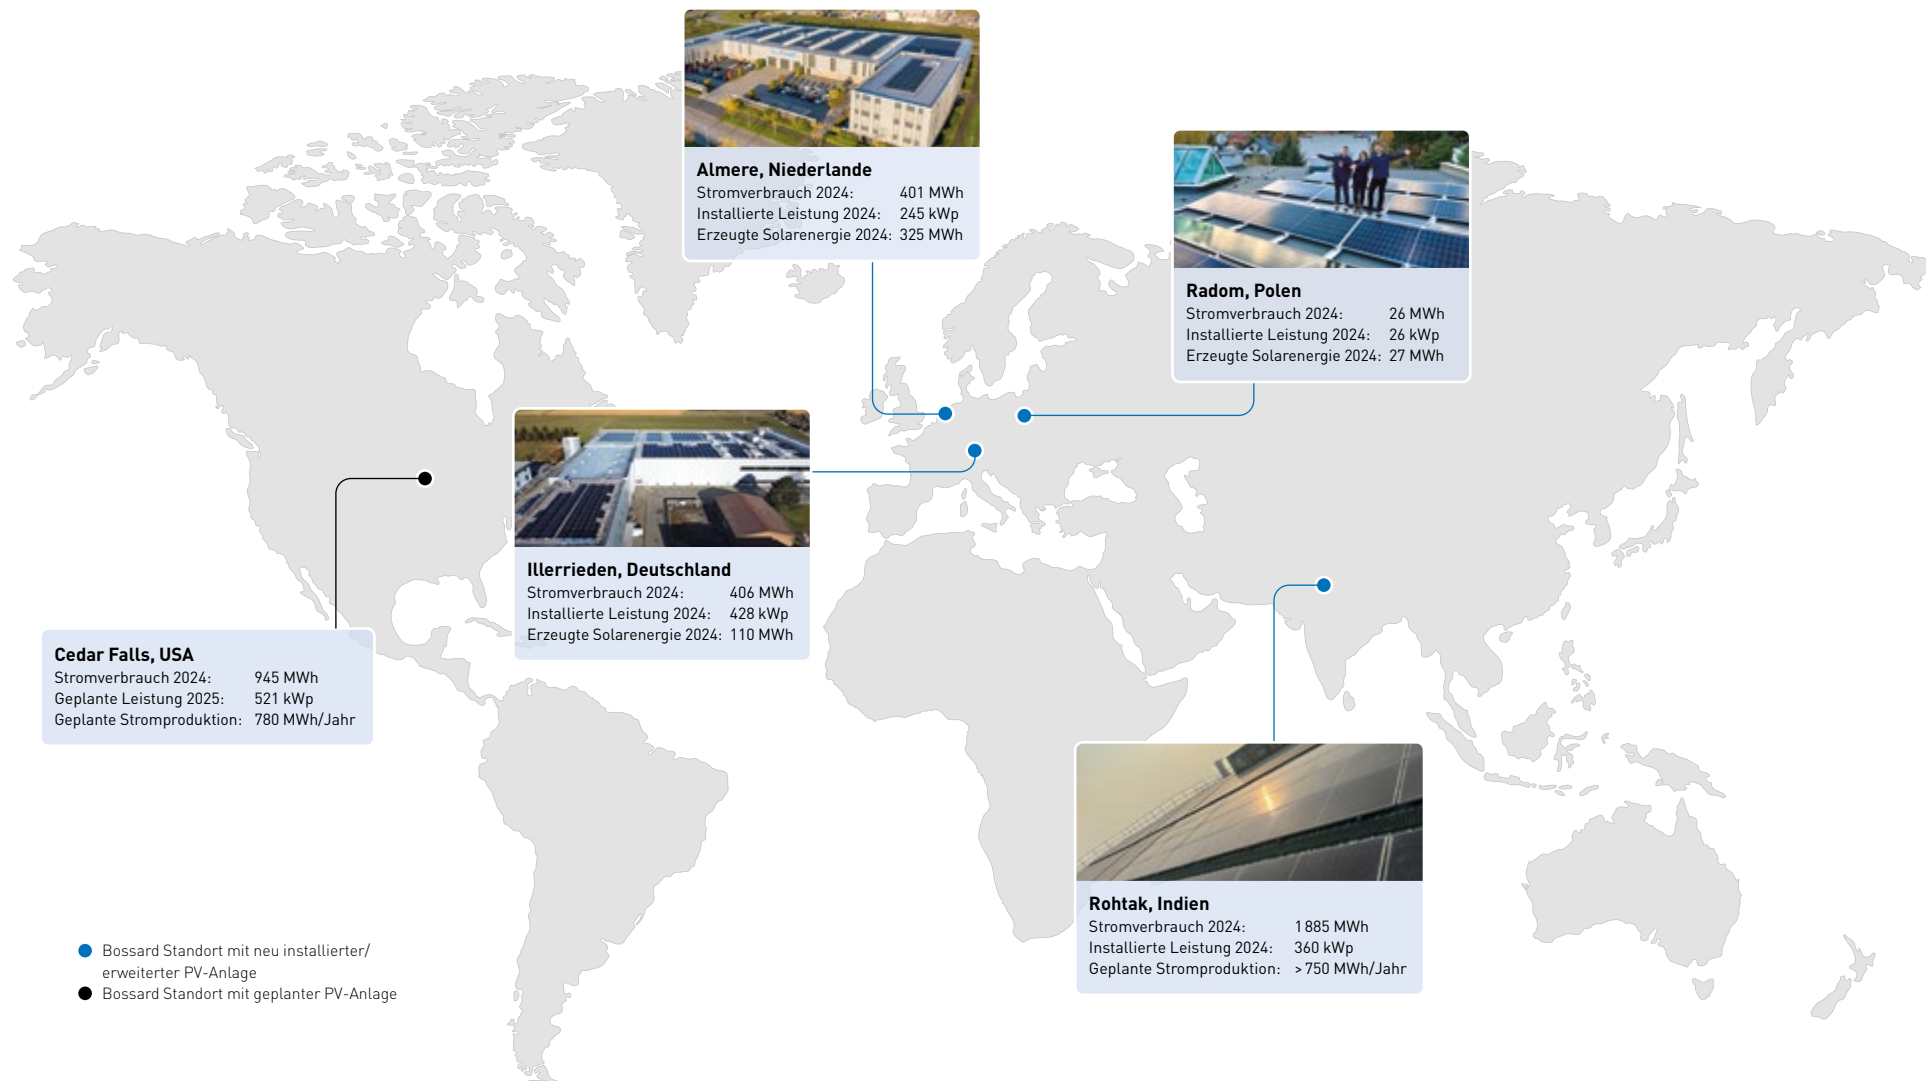 Almere, Niederlande
Stromverbrauch 2024: 401 MWh
Installierte Leistung 2024: 245 kWp
Erzeugte Solarenergie 2024: 325 MWh
Radom, Polen
Stromverbrauch 2024: 26 MWh
Installierte Leistung 2024: 26 kWp
Erzeugte Solarenergie 2024: 27 MWh
Illerrieden, Deutschland
Stromverbrauch 2024: 406 MWh
Installierte Leistung 2024: 428 kWp
Erzeugte Solarenergie 2024: 110 MWh
Cedar Falls, USA
Stromverbrauch 2024: 945 MWh
Geplante Leistung 2025: 521 kWp
Geplante Stromproduktion: 780 MWh/Jahr
Rohtak, Indien
Stromverbrauch 2024: 1 885 MWh
Installierte Leistung 2024: 360 kWp
Geplante Stromproduktion: > 750 MWh/Jahr
Bossard Standort mit neu installierter/
erweiterter PV-Anlage
Bossard Standort mit geplanter PV-Anlage